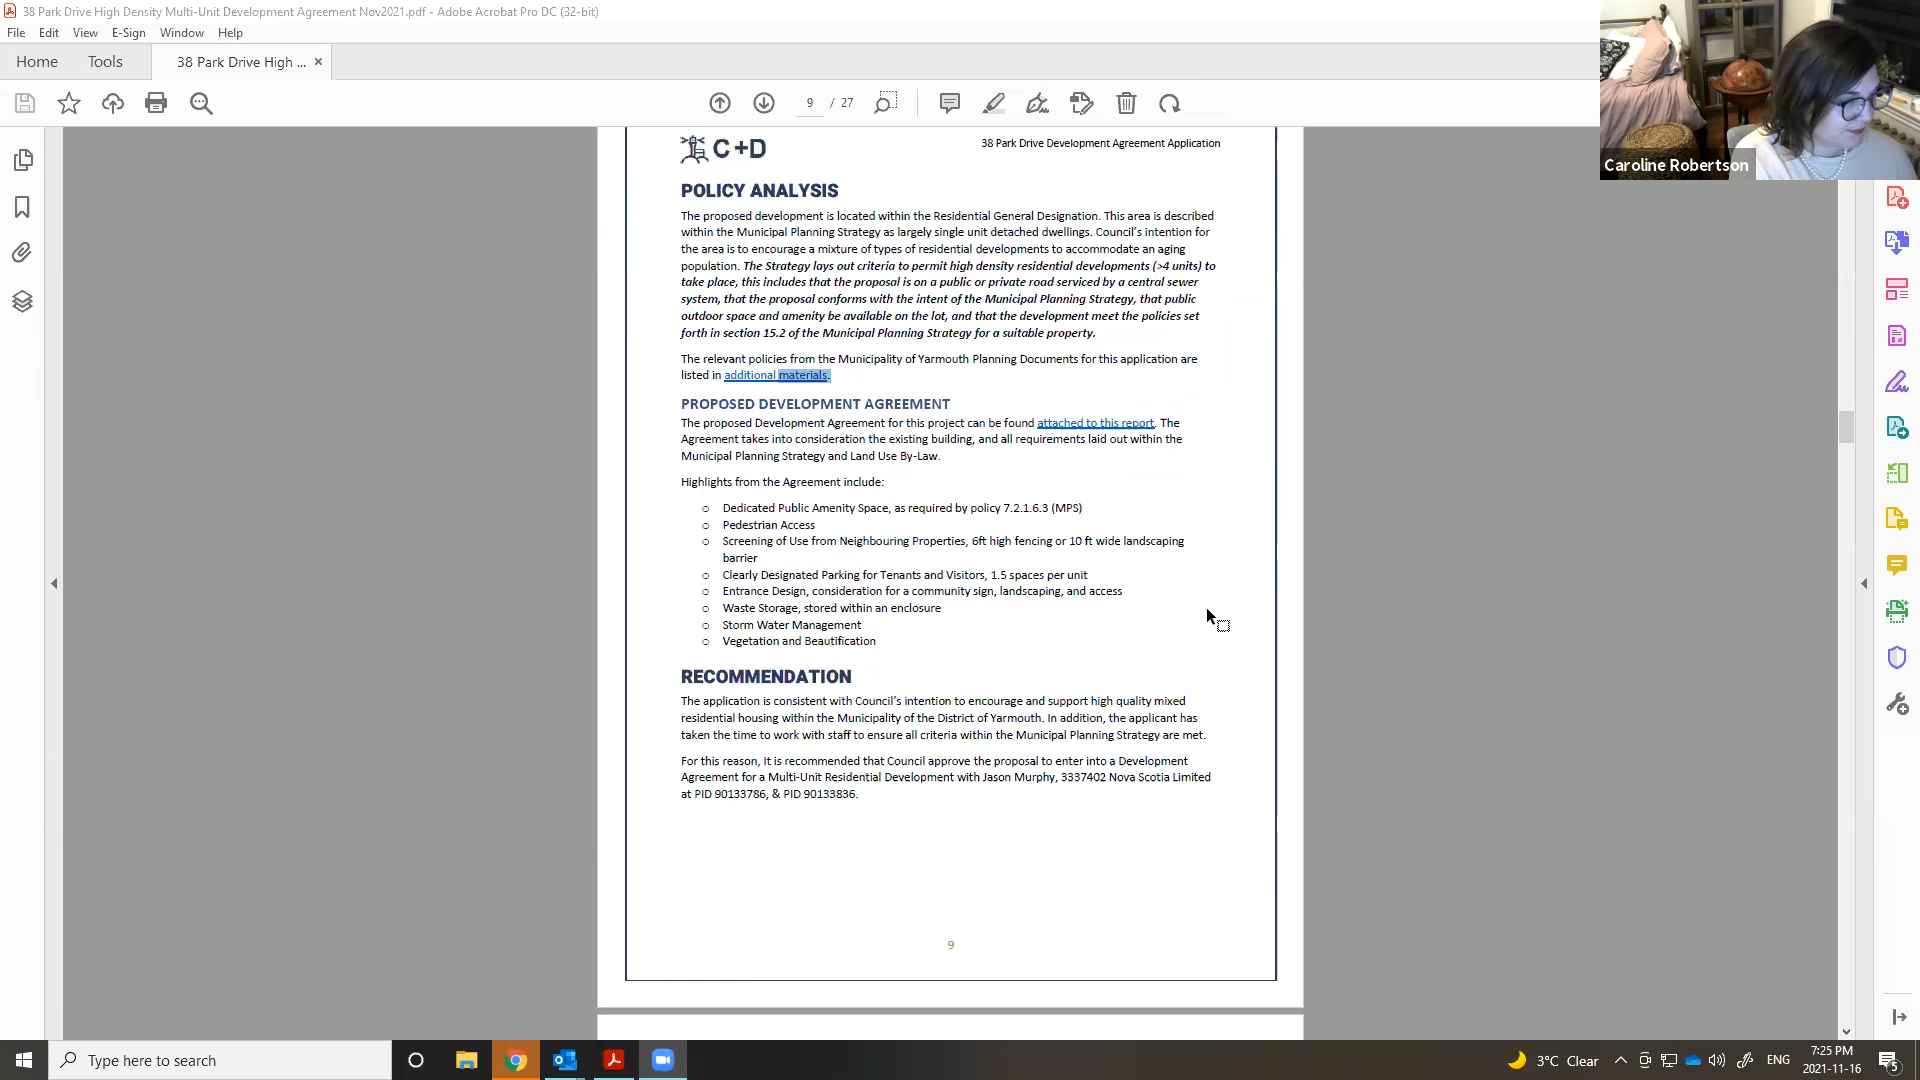 38 Park Drive High Density Multi-Unit Development Agreement Nov2021.pdf - Adobe Acrobat Pro DC (32-bit)
File Edit View E-Sign Window Help
Home Tools 38 Park Drive High ... ×
9 / 27
Caroline Robertson
C+D
38 Park Drive Development Agreement Application
POLICY ANALYSIS
The proposed development is located within the Residential General Designation. This area is described
within the Municipal Planning Strategy as largely single unit detached dwellings. Council's intention for
the area is to encourage a mixture of types of residential developments to accommodate an aging
population. The Strategy lays out criteria to permit high density residential developments (>4 units) to
take place, this includes that the proposal is on a public or private road serviced by a central sewer
system, that the proposal conforms with the intent of the Municipal Planning Strategy, that public
outdoor space and amenity be available on the lot, and that the development meet the policies set
forth in section 15.2 of the Municipal Planning Strategy for a suitable property.
The relevant policies from the Municipality of Yarmouth Planning Documents for this application are
listed in additional materials.
PROPOSED DEVELOPMENT AGREEMENT
The proposed Development Agreement for this project can be found attached to this report. The
Agreement takes into consideration the existing building, and all requirements laid out within the
Municipal Planning Strategy and Land Use By-Law.
Highlights from the Agreement include:
o Dedicated Public Amenity Space, as required by policy 7.2.1.6.3 (MPS)
o Pedestrian Access
o Screening of Use from Neighbouring Properties, 6ft high fencing or 10 ft wide landscaping
barrier
o Clearly Designated Parking for Tenants and Visitors, 1.5 spaces per unit
o Entrance Design, consideration for a community sign, landscaping, and access
o Waste Storage, stored within an enclosure
o Storm Water Management
o Vegetation and Beautification
RECOMMENDATION
The application is consistent with Council's intention to encourage and support high quality mixed
residential housing within the Municipality of the District of Yarmouth. In addition, the applicant has
taken the time to work with staff to ensure all criteria within the Municipal Planning Strategy are met.
For this reason, It is recommended that Council approve the proposal to enter into a Development
Agreement for a Multi-Unit Residential Development with Jason Murphy, 3337402 Nova Scotia Limited
at PID 90133786, & PID 90133836.
9
Type here to search
3°C Clear
ENG
7:25 PM
2021-11-16
5